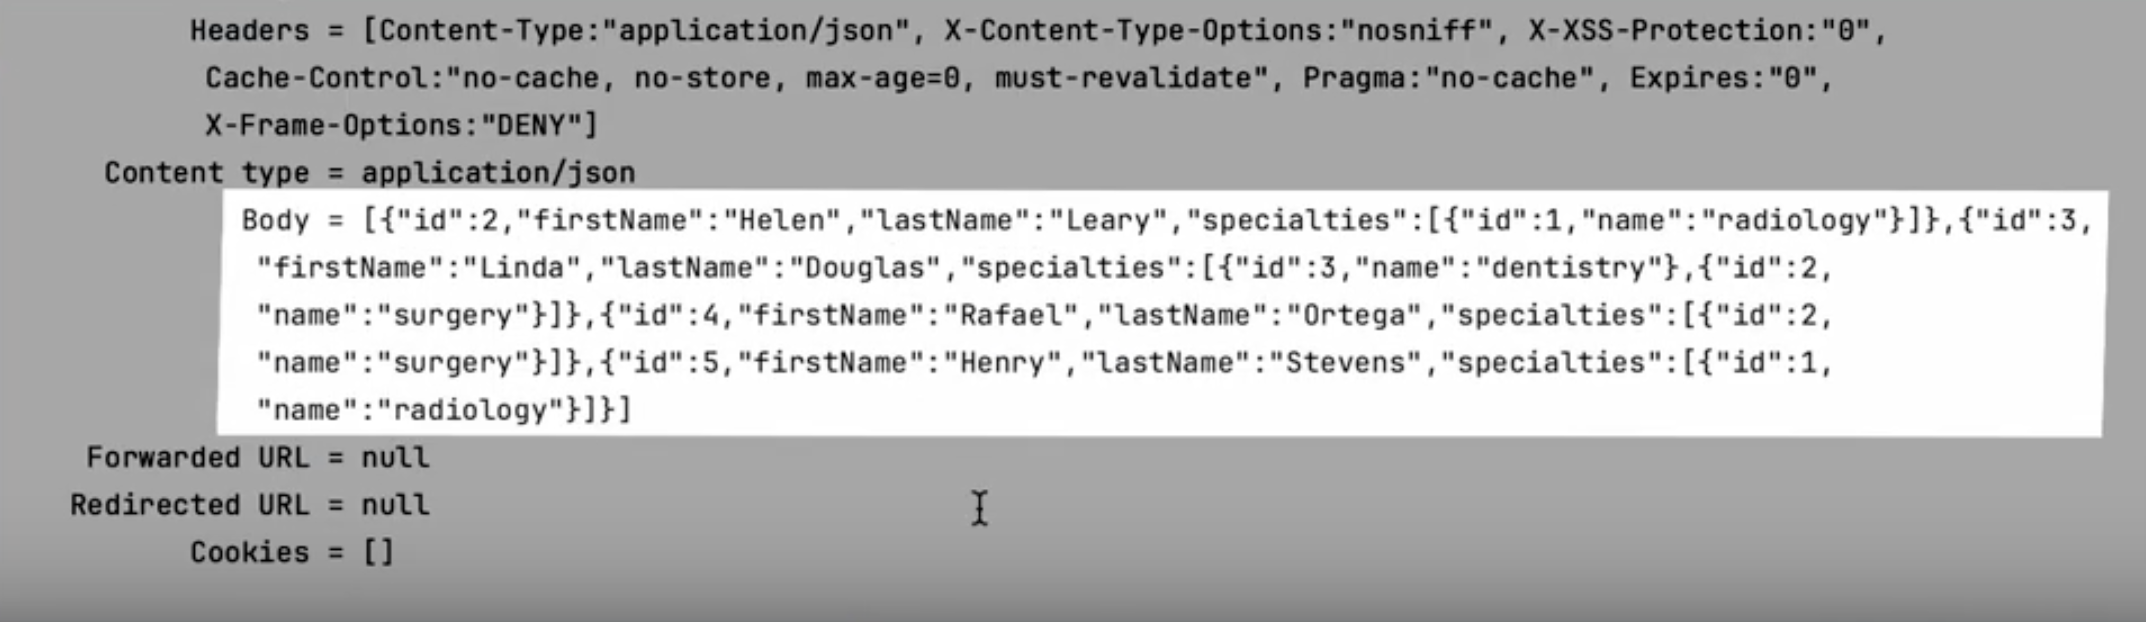 Headers = [Content-Type:"application/json", X-Content-Type-Options:"nosniff", X-XSS-Protection:"0",
Cache-Control:"no-cache, no-store, max-age=0, must-revalidate", Pragma:"no-cache", Expires:"0",
X-Frame-Options:"DENY"]
Content type = application/json
Body = [{"id":2,"firstName":"Helen","lastName":"Leary","specialties":[{"id":1,"name":"radiology"}]},{"id":3,
"firstName":"Linda","lastName":"Douglas","specialties":[{"id":3,"name":"dentistry"},{"id":2,
"name":"surgery"}]},{"id":4,"firstName":"Rafael","lastName":"Ortega","specialties":[{"id":2,
"name":"surgery"}]},{"id":5,"firstName":"Henry","lastName":"Stevens","specialties":[{"id":1,
"name":"radiology"}]}]
Forwarded URL = null
Redirected URL = null
Cookies = []